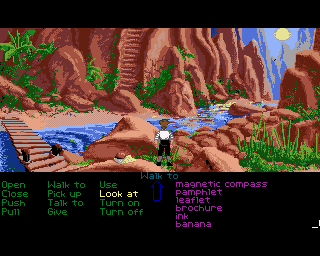 Walk to
Open Walk to Use magnetic compass
Close Pick up Look at pamphlet
Push Talk to Turn on leaflet
Pull Give Turn off brochure
ink
banana